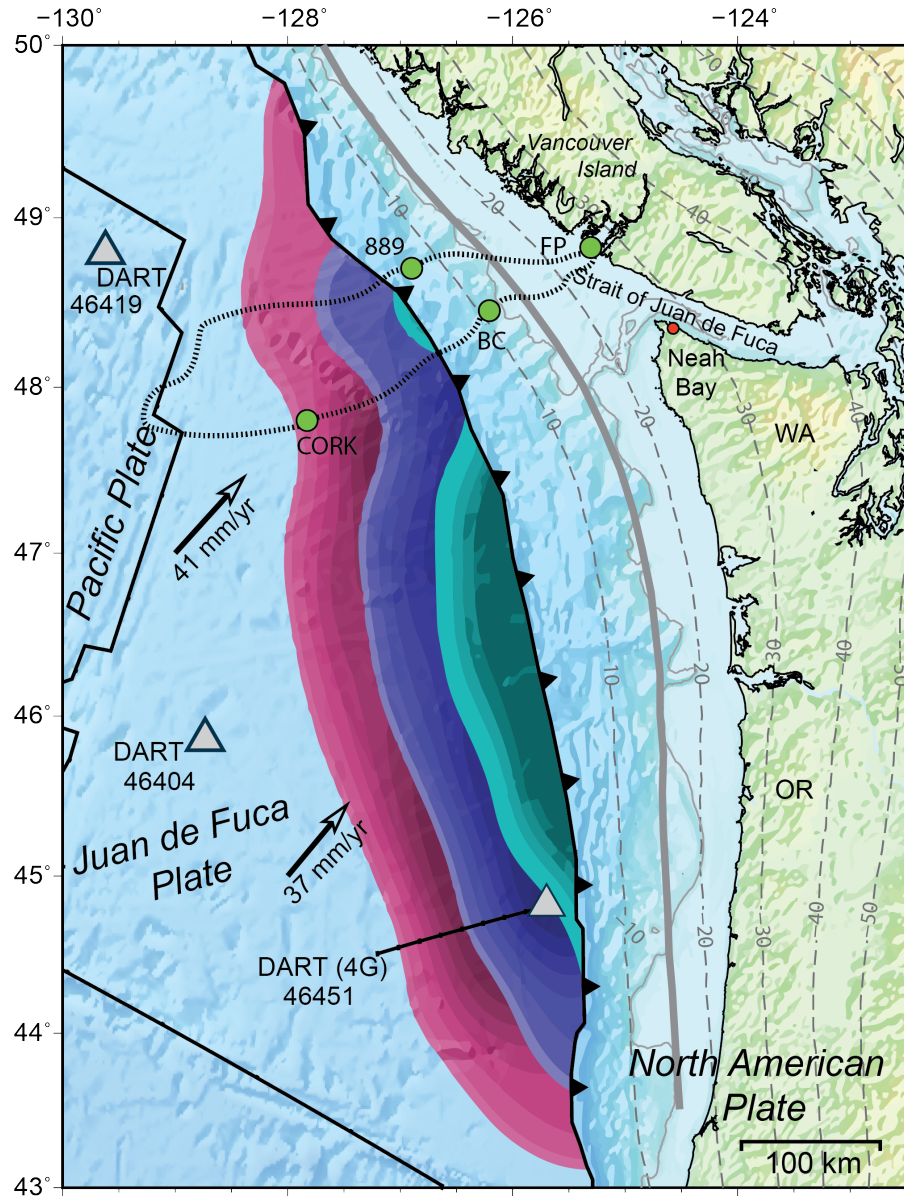 −130°
−128
−126
−124°
50°
70
Vancouver
Island
10
20
30
40
49°
889
FP
DART
46419
Strait of Juan de Fuca
BC
Neah
Bay
48°
CORK
10
20
30
40
WA
Pacific Plate
41 mm/yr
47°
10
20
30
40
46°
DART
46404
OR
Juan de Fuca
Plate
37 mm/yr
45°
10
20
30
40
50
DART (4G)
46451
44°
North American
Plate
100 km
43°